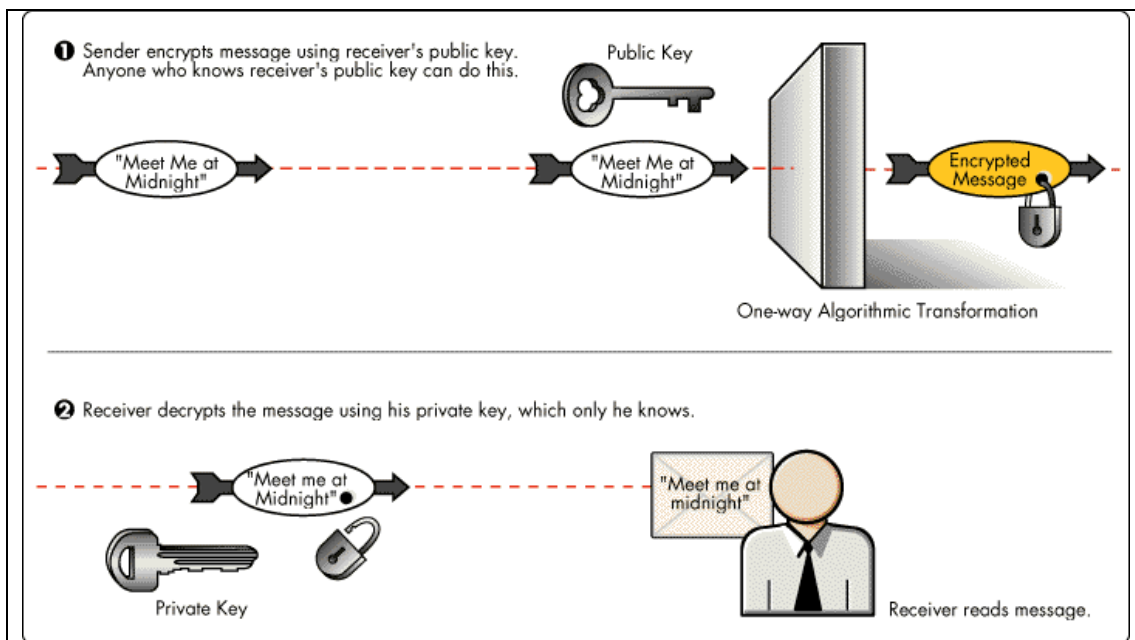 ❶ Sender encrypts message using receiver's public key.
Anyone who knows receiver's public key can do this.
Public Key
"Meet Me at
Midnight"
"Meet Me at
Midnight"
Encrypted
Message
One-way Algorithmic Transformation
❷ Receiver decrypts the message using his private key, which only he knows.
"Meet me at
Midnight"
"Meet me at
midnight"
Private Key
Receiver reads message.